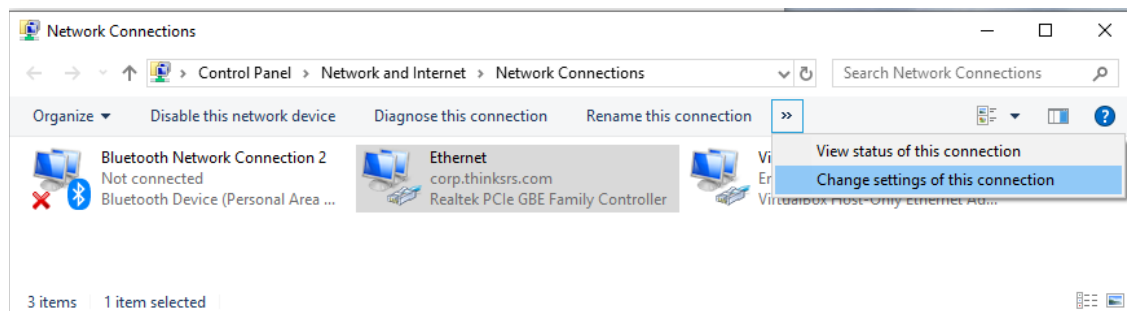 Network Connections
Control Panel > Network and Internet > Network Connections
Search Network Connections
Organize
Disable this network device
Diagnose this connection
Rename this connection
»
View status of this connection
Change settings of this connection
Bluetooth Network Connection 2
Not connected
Bluetooth Device (Personal Area ...
Ethernet
corp.thinksrs.com
Realtek PCIe GBE Family Controller
Vi
VirtualBox Host-Only Ethernet Ad...
3 items
1 item selected